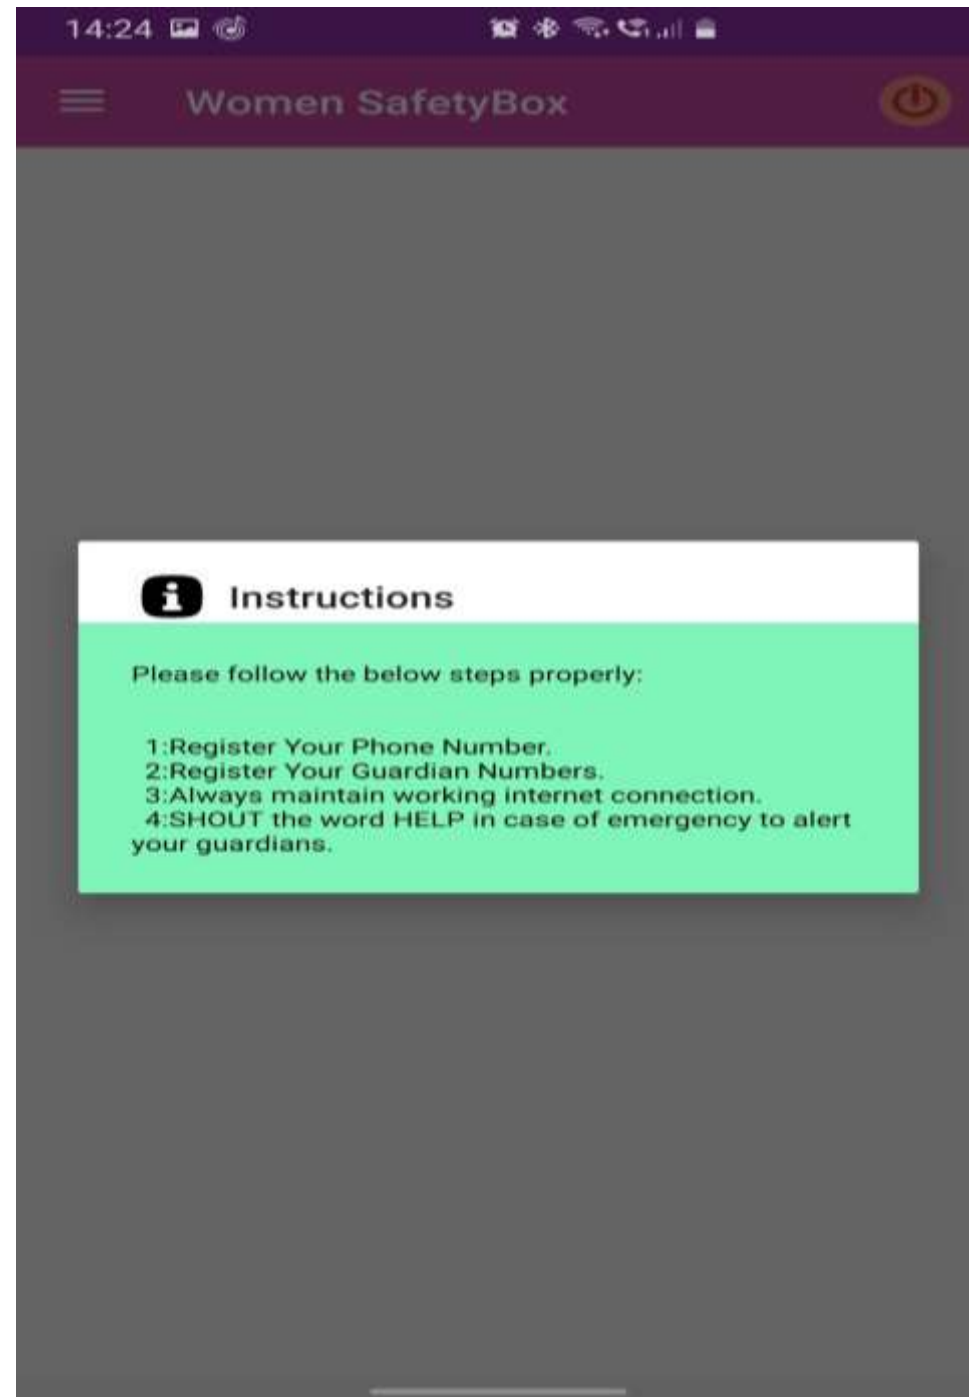 14:24
Women SafetyBox
Instructions
Please follow the below steps properly:
1:Register Your Phone Number.
2:Register Your Guardian Numbers.
3:Always maintain working internet connection.
4:SHOUT the word HELP in case of emergency to alert
your guardians.